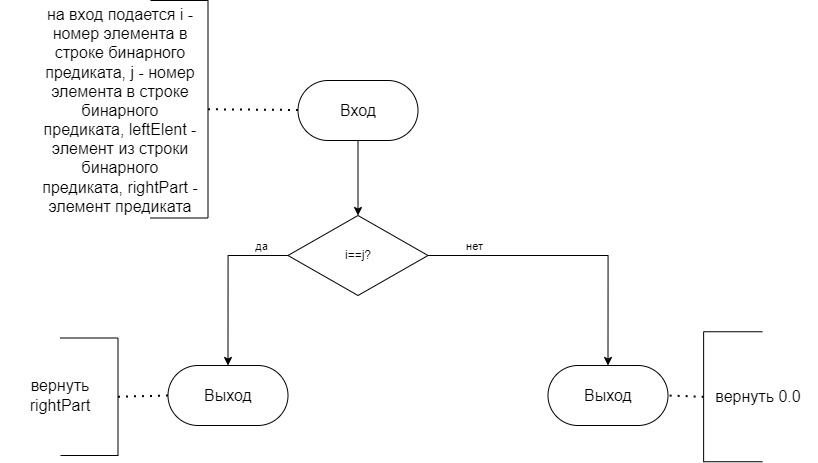 на вход подается i -
номер элемента в
строке бинарного
предиката, j - номер
элемента в строке
бинарного
предиката, leftElent -
элемент из строки
бинарного
предиката, rightPart -
элемент предиката
Вход
i==j?
да
нет
вернуть
rightPart
Выход
Выход
вернуть 0.0